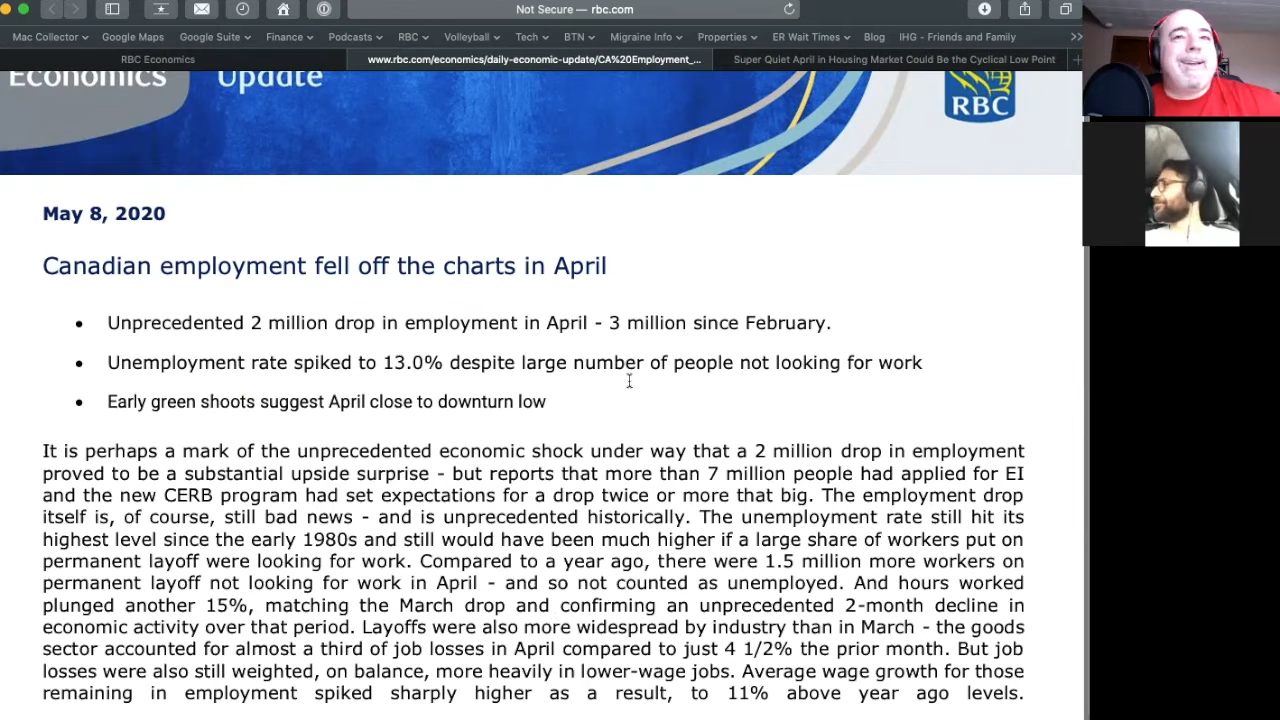 Not Secure — rbc.com
Mac Collector Google Maps Google Suite Finance Podcasts RBC Volleyball Tech BTN Migraine Info Properties ER Wait Times Blog IHG - Friends and Family
RBC Economics www.rbc.com/economics/daily-economic-update/CA%20Employment_... Super Quiet April in Housing Market Could Be the Cyclical Low Point
Economics Update
RBC
May 8, 2020
Canadian employment fell off the charts in April
• Unprecedented 2 million drop in employment in April - 3 million since February.
• Unemployment rate spiked to 13.0% despite large number of people not looking for work
• Early green shoots suggest April close to downturn low
It is perhaps a mark of the unprecedented economic shock under way that a 2 million drop in employment
proved to be a substantial upside surprise - but reports that more than 7 million people had applied for EI
and the new CERB program had set expectations for a drop twice or more that big. The employment drop
itself is, of course, still bad news - and is unprecedented historically. The unemployment rate still hit its
highest level since the early 1980s and still would have been much higher if a large share of workers put on
permanent layoff were looking for work. Compared to a year ago, there were 1.5 million more workers on
permanent layoff not looking for work in April - and so not counted as unemployed. And hours worked
plunged another 15%, matching the March drop and confirming an unprecedented 2-month decline in
economic activity over that period. Layoffs were also more widespread by industry than in March - the goods
sector accounted for almost a third of job losses in April compared to just 4 1/2% the prior month. But job
losses were also still weighted, on balance, more heavily in lower-wage jobs. Average wage growth for those
remaining in employment spiked sharply higher as a result, to 11% above year ago levels.